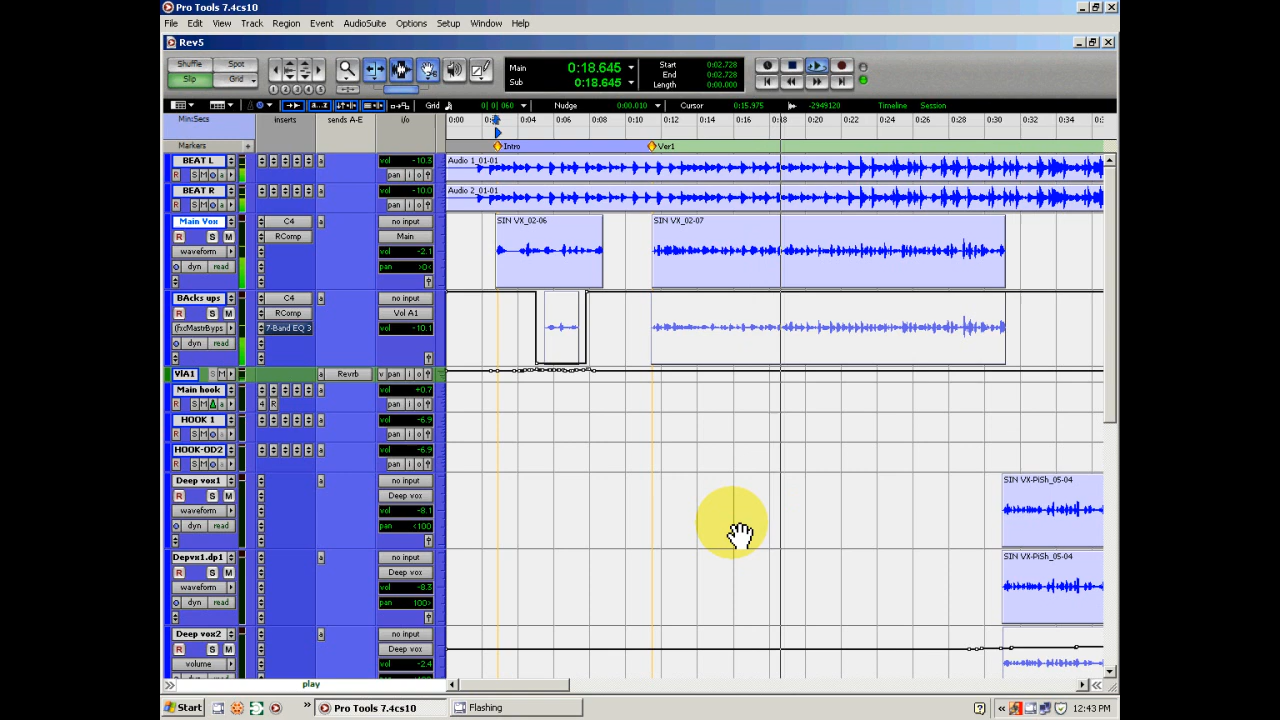 Pro Tools 7.4cs10
File Edit View Track Region Event AudioSuite Options Setup Window Help
Rev5
Shuffle Spot
Slip Grid
1 2 3 4 5
Main 0:18.645
Sub 0:18.645
Start 0:02.728
End 0:02.728
Length 0:00.000
Grid 0| 0| 060 Nudge 0:00.010 Cursor 0:15.975 -2949120 Timeline Session
Min:Secs inserts sends A-E i/o 0:00 0:04 0:06 0:08 0:10 0:12 0:14 0:16 0:18 0:20 0:22 0:24 0:26 0:28 0:30 0:32 0:34
Markers Intro Ver1
BEAT L vol -10.3 Audio 1_01-01
R S M a pan i o
BEAT R vol -10.0 Audio 2_01-01
R S M a pan i o
Main Vox C4 no input SIN VX_02-06 SIN VX_02-07
R S M RComp Main
waveform vol -2.1
dyn read pan >0<
BAcks ups C4 no input
R S M RComp Vol A1
(fxcMastrByps 7-Band EQ 3 vol -10.1
dyn read
VlA1 S M Revrb v pan i o
Main hook vol +0.7
R S M a 4 R pan i o
HOOK 1 vol -6.9
R S M a pan i o
HOOK-OD2 vol -6.9
R S M a pan i o
Deep vox1 no input SIN VX-PiSh_05-04
R S M Deep vox
waveform vol -8.1
dyn read pan <100
Depvx1.dp1 no input SIN VX-PiSh_05-04
R S M Deep vox
waveform vol -8.3
dyn read pan 100>
Deep vox2 no input
R S M Deep vox
volume vol -2.4
play
Start Pro Tools 7.4cs10 Flashing 12:43 PM